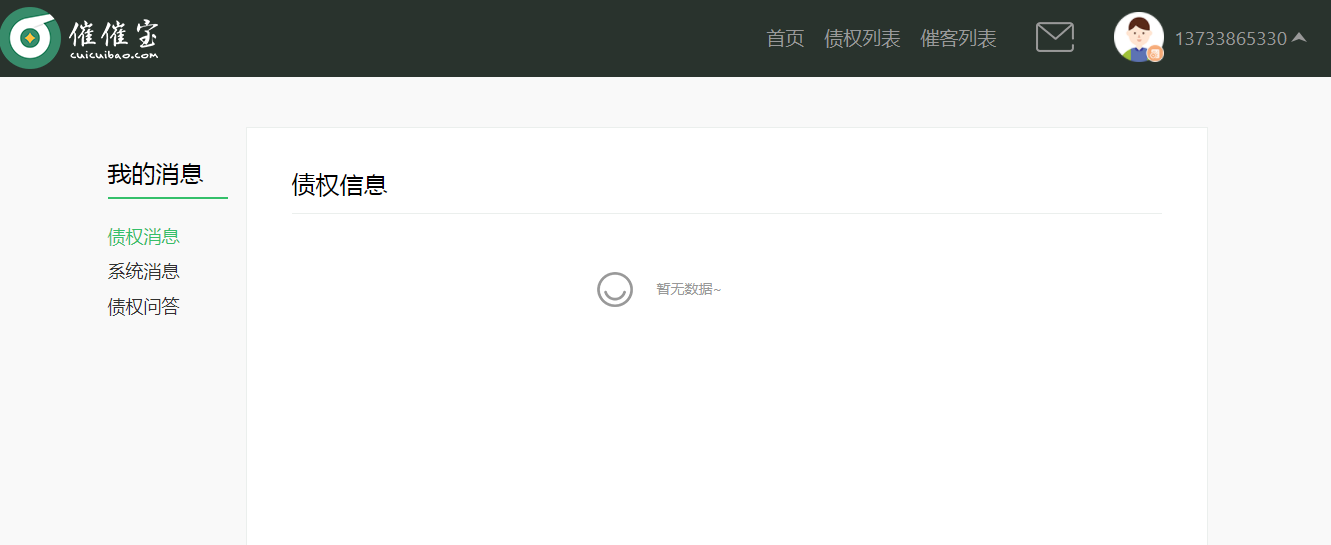 催催宝
cuicuibao.com
首页 债权列表 催客列表 13733865330
我的消息
债权消息
系统消息
债权问答
债权信息
暂无数据~